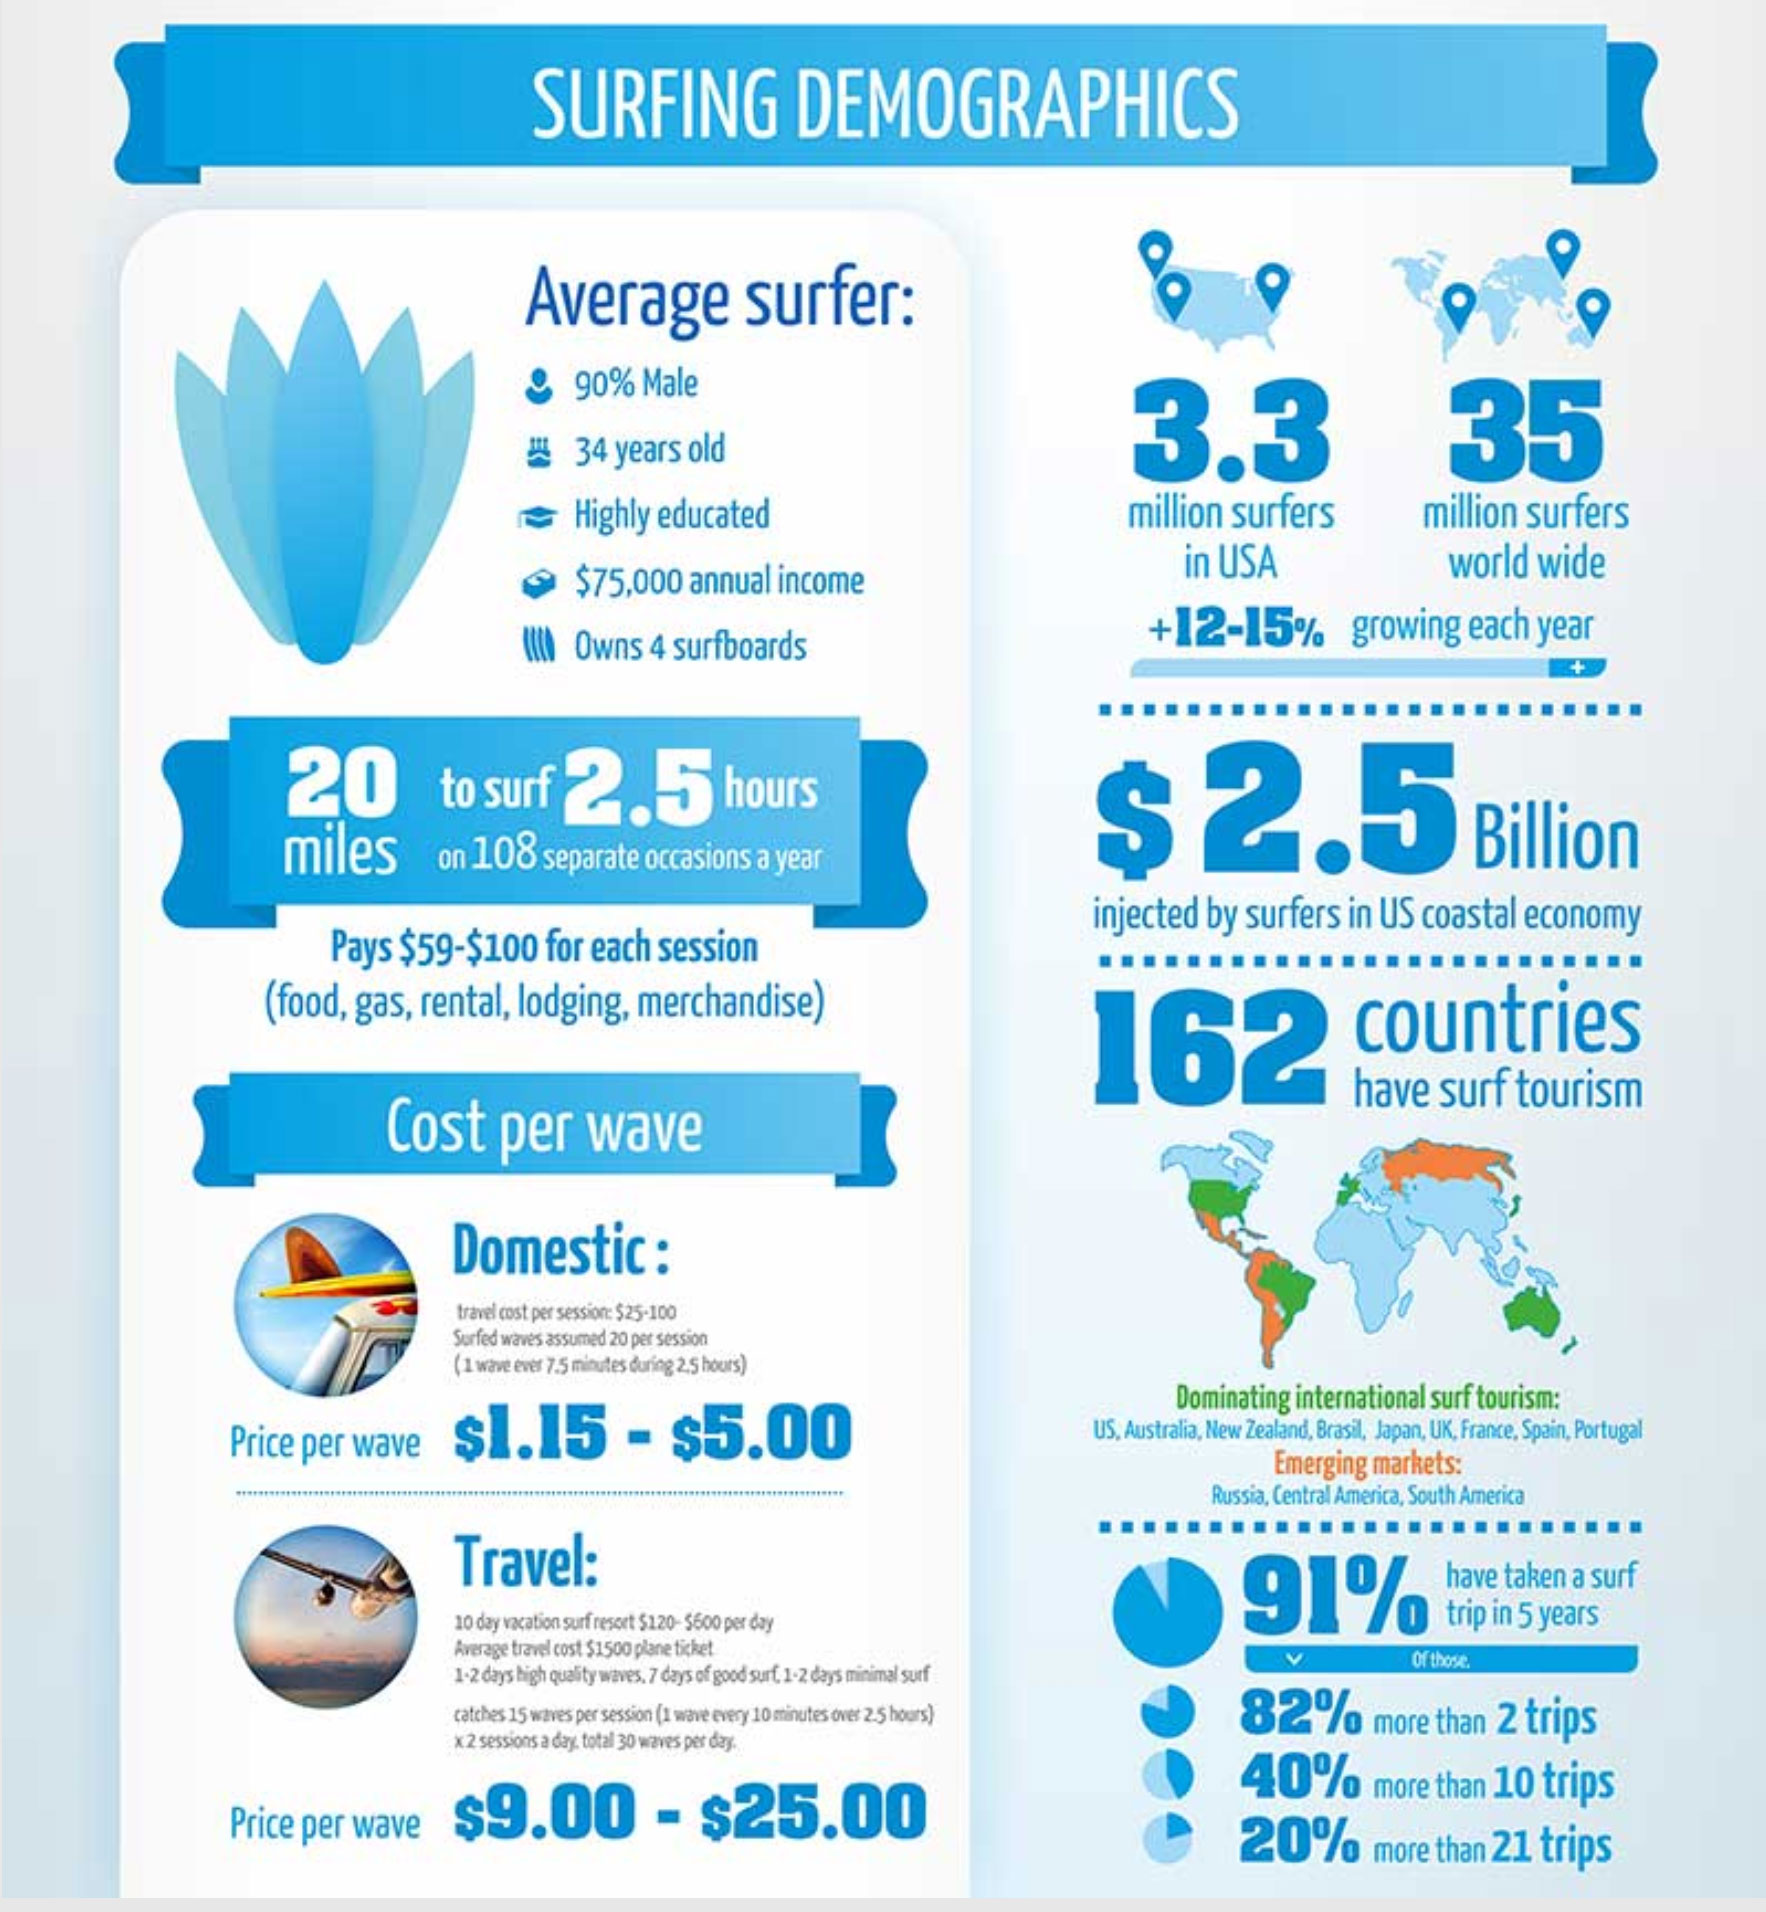 SURFING DEMOGRAPHICS
Average surfer:
90% Male
34 years old
Highly educated
$75,000 annual income
Owns 4 surfboards
20 miles
to surf 2.5 hours
on 108 separate occasions a year
Pays $59-$100 for each session
(food, gas, rental, lodging, merchandise)
Cost per wave
Domestic :
travel cost per session: $25-100
Surfed waves assumed 20 per session
( 1 wave ever 7,5 minutes during 2,5 hours)
Price per wave $1.15 - $5.00
Travel:
10 day vacation surf resort $120- $600 per day
Average travel cost $1500 plane ticket
1-2 days high quality waves, 7 days of good surf, 1-2 days minimal surf
catches 15 waves per session (1 wave every 10 minutes over 2.5 hours)
x 2 sessions a day, total 30 waves per day.
Price per wave $9.00 - $25.00
3.3
million surfers
in USA
35
million surfers
world wide
+12-15% growing each year
+
$2.5 Billion
injected by surfers in US coastal economy
162 countries
have surf tourism
Dominating international surf tourism:
US, Australia, New Zealand, Brasil, Japan, UK, France, Spain, Portugal
Emerging markets:
Russia, Central America, South America
91% have taken a surf
trip in 5 years
Of those,
82% more than 2 trips
40% more than 10 trips
20% more than 21 trips